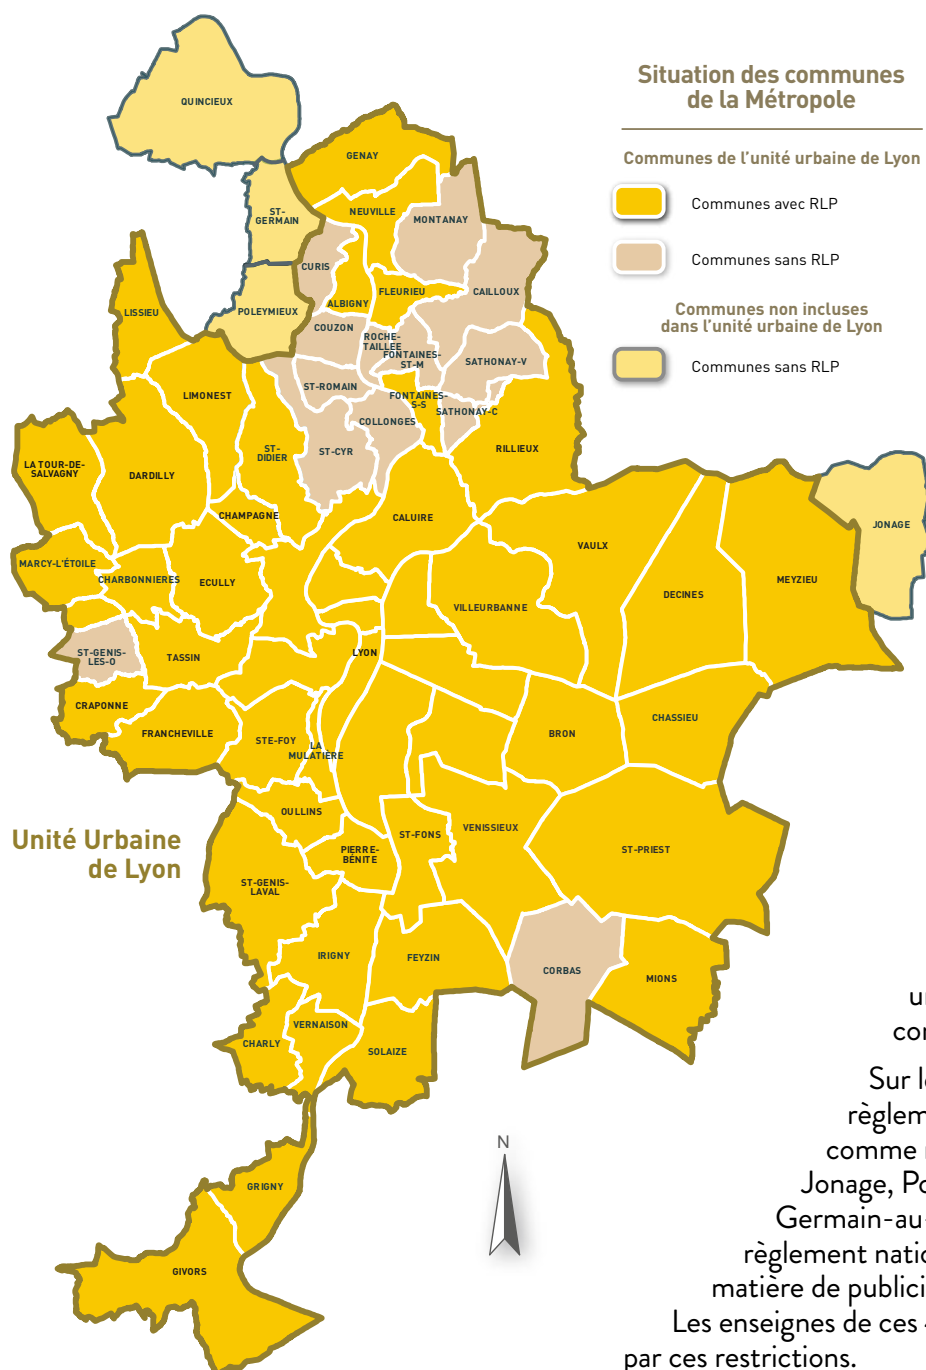 QUINCIEUX
Situation des communes
de la Métropole
Communes de l'unité urbaine de Lyon
Communes avec RLP
Communes sans RLP
Communes non incluses
dans l'unité urbaine de Lyon
Communes sans RLP
GENAY
ST-
GERMAIN
NEUVILLE
MONTANAY
CURIS
ALBIGNY
FLEURIEU
CAILLOUX
LISSIEU
POLEYMIEUX
COUZON
ROCHE-
TAILLEE
FONTAINES-
ST-M
SATHONAY-V
ST-ROMAIN
LIMONEST
FONTAINES-
S-S
SATHONAY-C
COLLONGES
ST-
DIDIER
ST-CYR
RILLIEUX
LA TOUR-DE-
SALVAGNY
DARDILLY
CHAMPAGNE
CALUIRE
JONAGE
VAULX
MARCY-L'ÉTOILE
CHARBONNIERES
ECULLY
MEYZIEU
DECINES
VILLEURBANNE
ST-GENIS-
LES-O
TASSIN
LYON
CRAPONNE
CHASSIEU
FRANCHEVILLE
STE-FOY
LA
MULATIÈRE
BRON
OULLINS
Unité Urbaine
de Lyon
ST-FONS
VENISSIEUX
PIERRE-
BÉNITE
ST-PRIEST
ST-GENIS-
LAVAL
IRIGNY
FEYZIN
CORBAS
MIONS
VERNAISON
CHARLY
SOLAIZE
N
GRIGNY
GIVORS
un
con
Sur le
règlem
comme
Jonage, Po
Germain-au-
règlement natio
matière de publici
Les enseignes de ces
par ces restrictions.